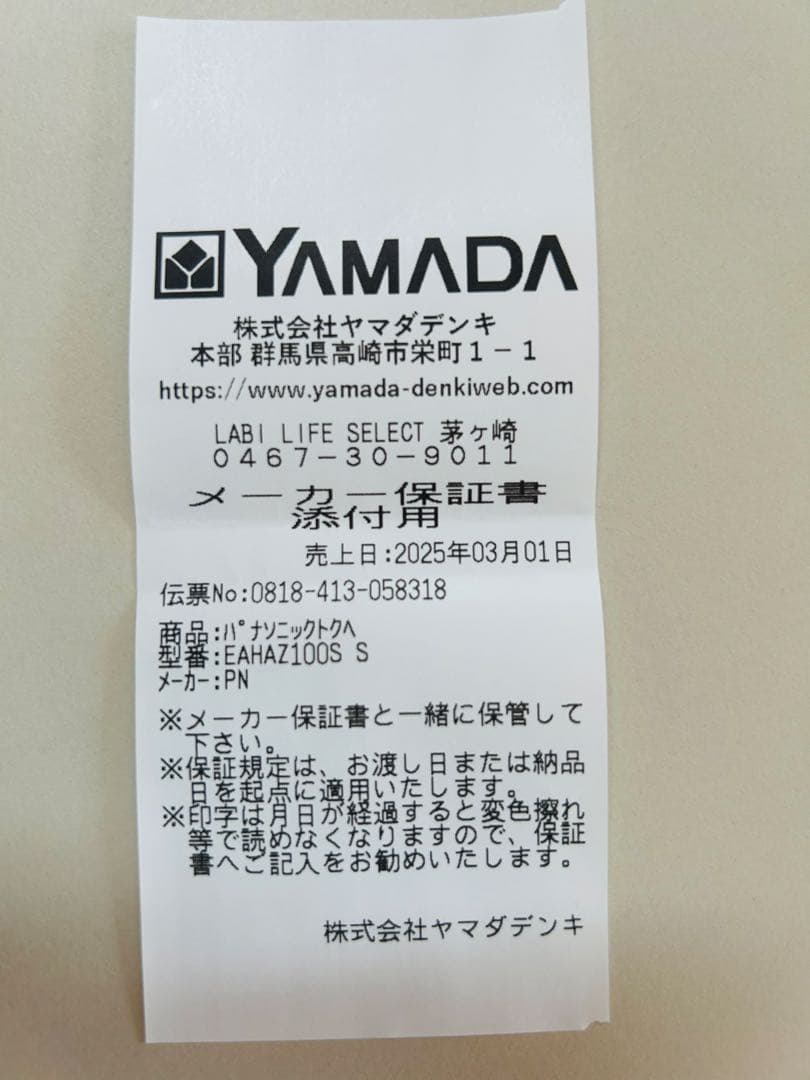 YAMADA
株式会社ヤマダデンキ
本部 群馬県高崎市栄町1-1
https://www.yamada-denkiweb.com
LABI LIFE SELECT 茅ヶ崎
0467-30-9011
メーカー保証書
添付用
売上日:2025年03月01日
伝票No:0818-413-058318
商品:ﾊﾟﾅｿﾆｯｸﾄｸﾍ
型番:EAHAZ100S S
ﾒｰｶｰ:PN
※メーカー保証書と一緒に保管して
下さい。
※保証規定は、お渡し日または納品
日を起点に適用いたします。
※印字は月日が経過すると変色擦れ
等で読めなくなりますので、保証
書へご記入をお勧めいたします。
株式会社ヤマダデンキ